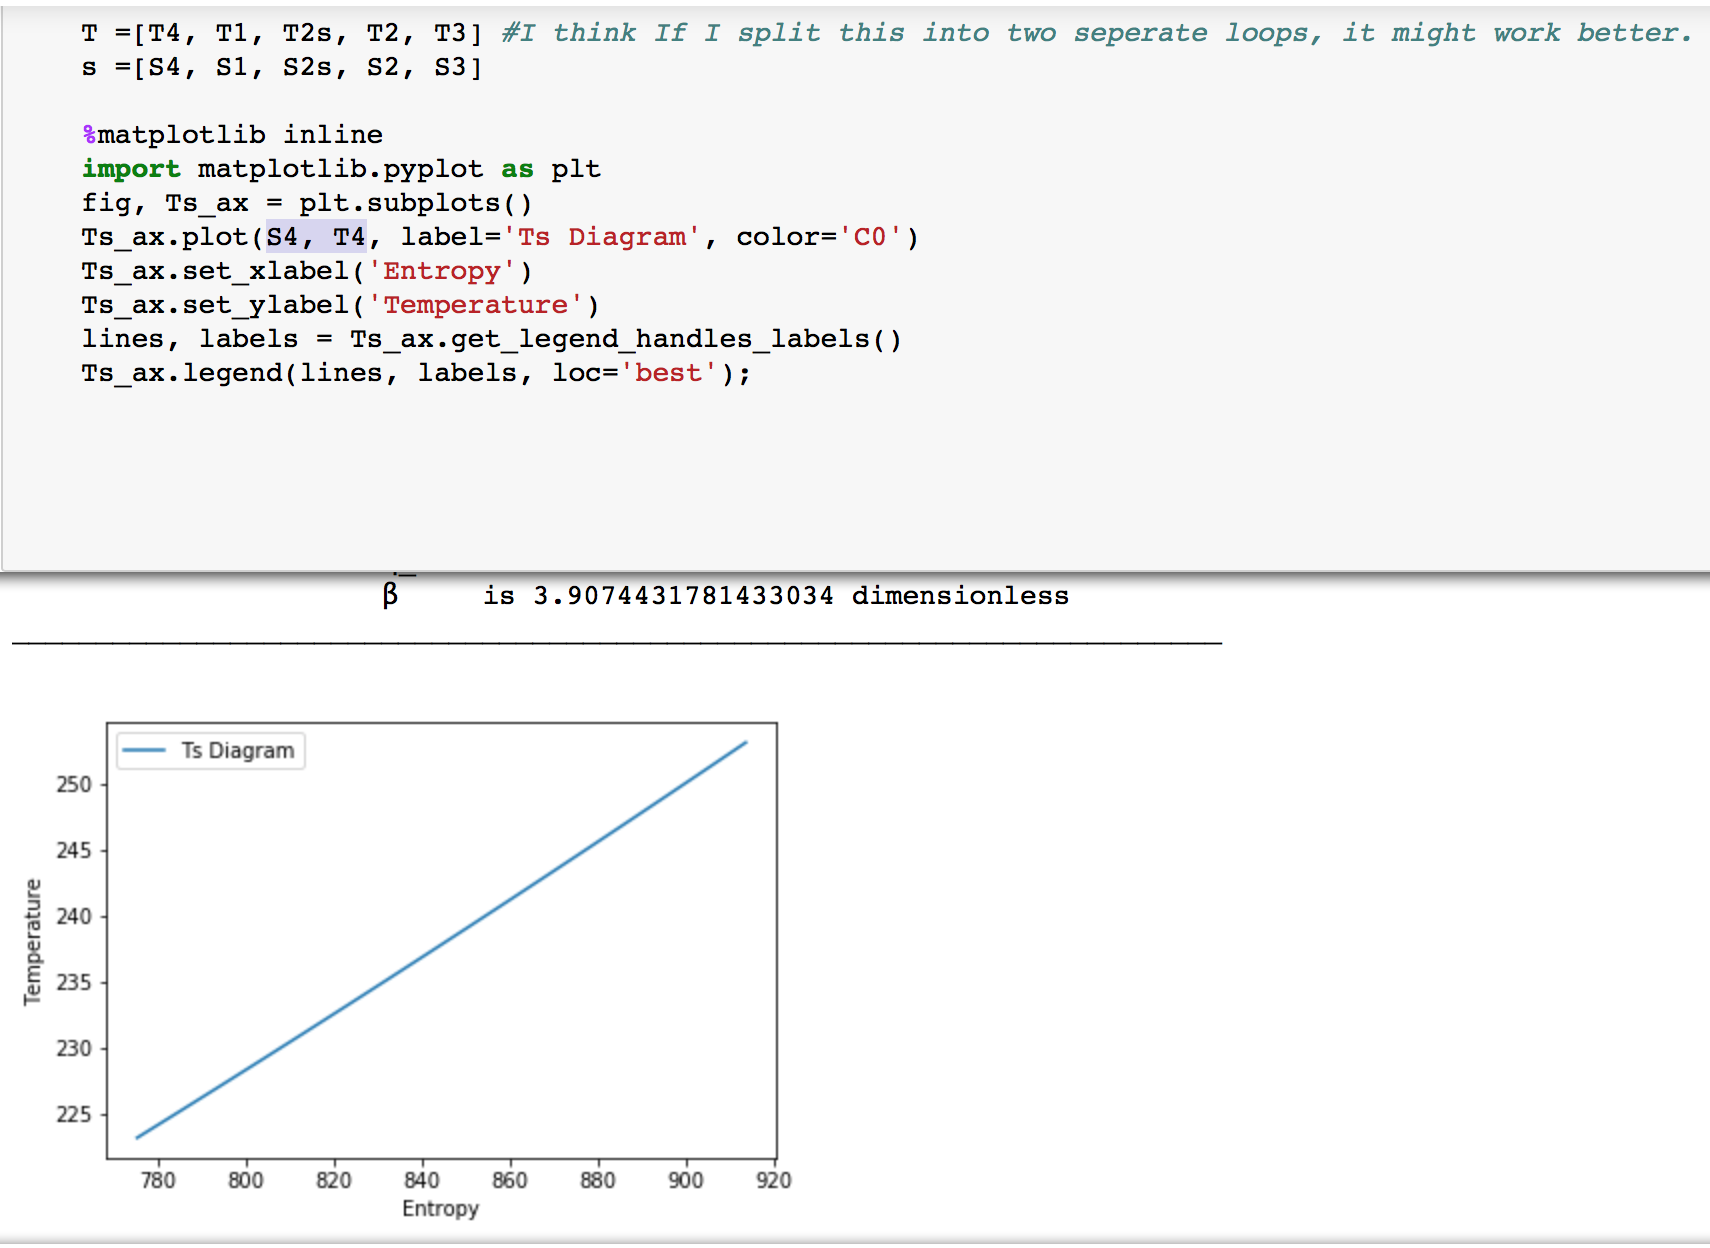 T =[T4, T1, T2s, T2, T3] #I think If I split this into two seperate loops, it might work better.
s =[S4, S1, S2s, S2, S3]
%matplotlib inline
import matplotlib.pyplot as plt
fig, Ts_ax = plt.subplots()
Ts_ax.plot(S4, T4, label='Ts Diagram', color='C0')
Ts_ax.set_xlabel('Entropy')
Ts_ax.set_ylabel('Temperature')
lines, labels = Ts_ax.get_legend_handles_labels()
Ts_ax.legend(lines, labels, loc='best');
β is 3.9074431781433034 dimensionless
Ts Diagram
250
245
240
235
230
225
Temperature
780 800 820 840 860 880 900 920
Entropy